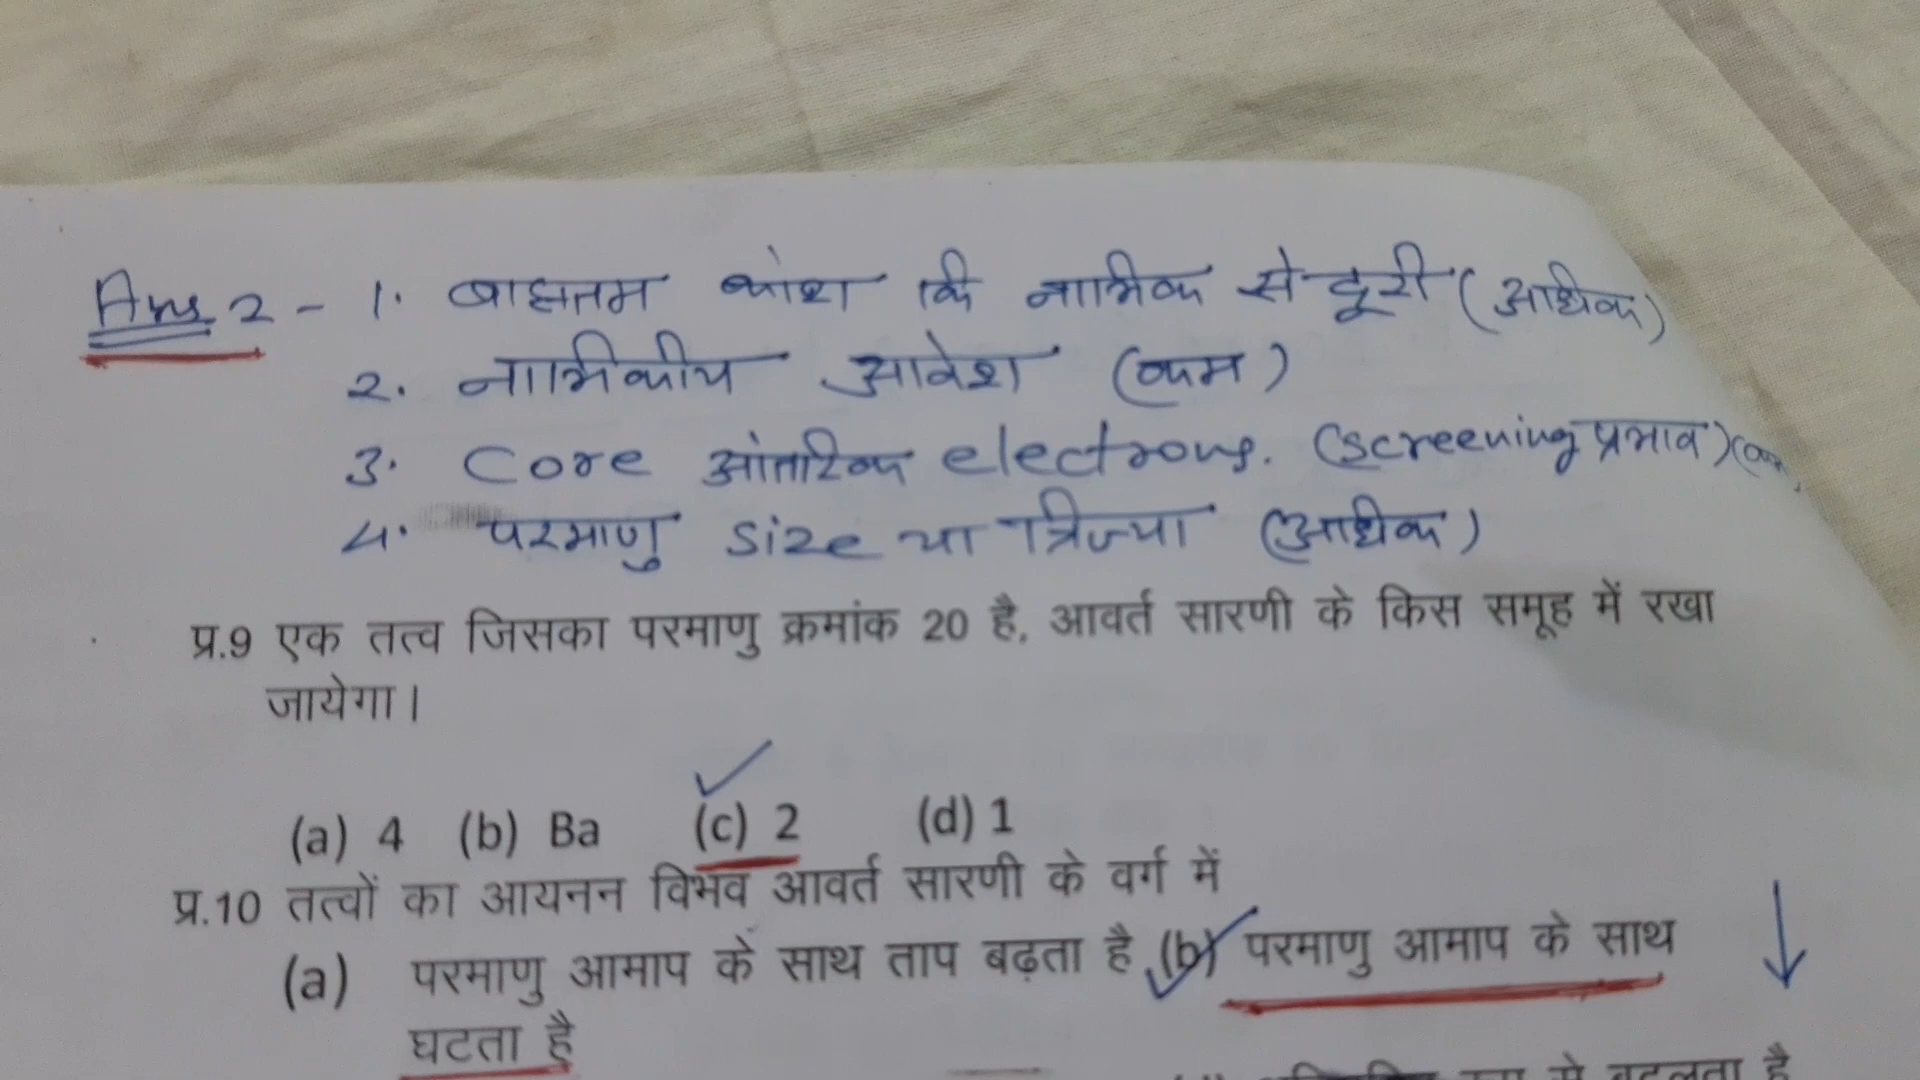 Ans 2 - 1. बाह्यतम कोश कि नाभिक से दूरी (अधिक)
2. नाभिकीय आवेश (कम)
3. Core आंतरिक electrons. (screening प्रभाव)
4. परमाणु size या त्रिज्या (अधिक)
प्र.9 एक तत्व जिसका परमाणु क्रमांक 20 है, आवर्त सारणी के किस समूह में रखा
जायेगा।
(a) 4 (b) Ba (c) 2 (d) 1
प्र.10 तत्वों का आयनन विभव आवर्त सारणी के वर्ग में
(a) परमाणु आमाप के साथ ताप बढ़ता है (b) परमाणु आमाप के साथ
घटता है
से बदलता है